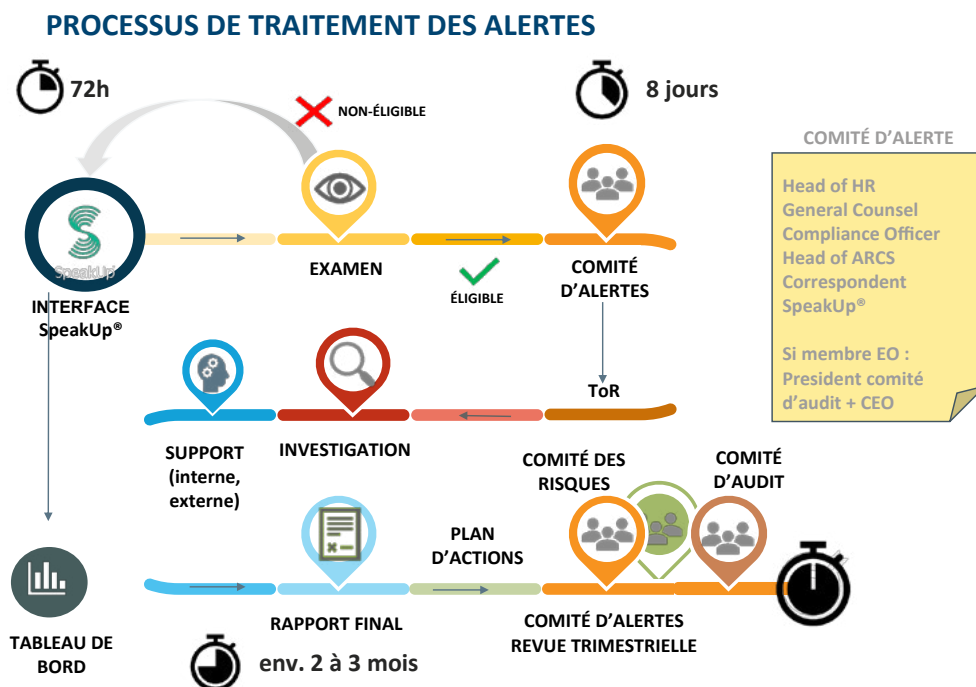 PROCESSUS DE TRAITEMENT DES ALERTES
72h
NON-ÉLIGIBLE
8 jours
COMITÉ D'ALERTE
Head of HR
General Counsel
Compliance Officer
Head of ARCS
Correspondent
SpeakUp®
Si membre EO :
President comité
d'audit + CEO
SpeakUp
INTERFACE
SpeakUp®
EXAMEN
ÉLIGIBLE
COMITÉ
D'ALERTES
ToR
SUPPORT
(interne,
externe)
INVESTIGATION
COMITÉ DES
RISQUES
COMITÉ
D'AUDIT
PLAN
D'ACTIONS
TABLEAU DE
BORD
RAPPORT FINAL
env. 2 à 3 mois
COMITÉ D'ALERTES
REVUE TRIMESTRIELLE